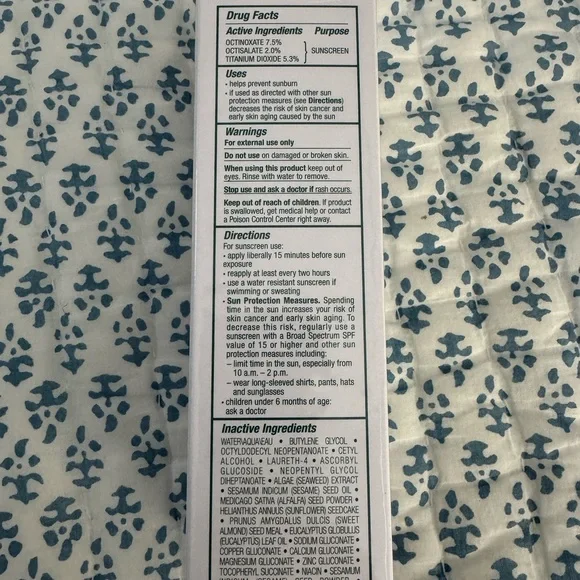 Drug Facts
Active Ingredients Purpose
OCTINOXATE 7.5%
OCTISALATE 2.0% SUNSCREEN
TITANIUM DIOXIDE 5.3%
Uses
• helps prevent sunburn
• if used as directed with other sun
protection measures (see Directions)
decreases the risk of skin cancer and
early skin aging caused by the sun
Warnings
For external use only
Do not use on damaged or broken skin.
When using this product keep out of
eyes. Rinse with water to remove.
Stop use and ask a doctor if rash occurs.
Keep out of reach of children. If product
is swallowed, get medical help or contact
a Poison Control Center right away.
Directions
For sunscreen use:
• apply liberally 15 minutes before sun
exposure
• reapply at least every two hours
• use a water resistant sunscreen if
swimming or sweating
• Sun Protection Measures. Spending
time in the sun increases your risk of
skin cancer and early skin aging. To
decrease this risk, regularly use a
sunscreen with a Broad Spectrum SPF
value of 15 or higher and other sun
protection measures including:
– limit time in the sun, especially from
10 a.m. – 2 p.m.
– wear long-sleeved shirts, pants, hats
and sunglasses
• children under 6 months of age:
ask a doctor
Inactive Ingredients
WATER\AQUA\EAU • BUTYLENE GLYCOL •
OCTYLDODECYL NEOPENTANOATE • CETYL
ALCOHOL • LAURETH-4 • ASCORBYL
GLUCOSIDE • NEOPENTYL GLYCOL
DIHEPTANOATE • ALGAE (SEAWEED) EXTRACT
• SESAMUM INDICUM (SESAME) SEED OIL •
MEDICAGO SATIVA (ALFALFA) SEED POWDER •
HELIANTHUS ANNUUS (SUNFLOWER) SEEDCAKE
• PRUNUS AMYGDALUS DULCIS (SWEET
ALMOND) SEED MEAL • EUCALYPTUS GLOBULUS
(EUCALYPTUS) LEAF OIL • SODIUM GLUCONATE •
COPPER GLUCONATE • CALCIUM GLUCONATE •
MAGNESIUM GLUCONATE • ZINC GLUCONATE •
TOCOPHERYL SUCCINATE • NIACIN • SESAMUM
INDICUM (SESAME) SEED POWDER •